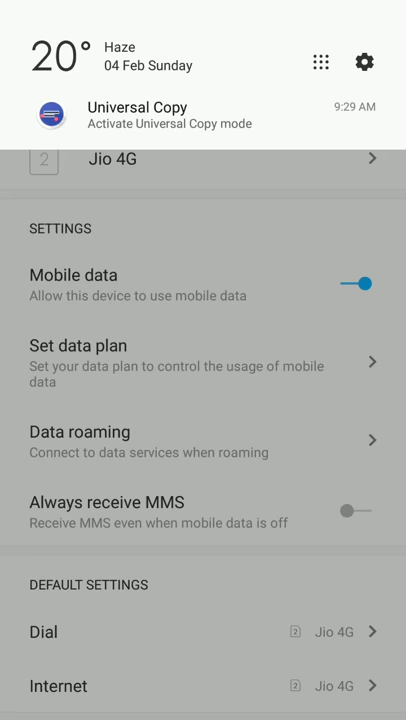 20°
Haze
04 Feb Sunday
Universal Copy
9:29 AM
Activate Universal Copy mode
2
Jio 4G
SETTINGS
Mobile data
Allow this device to use mobile data
Set data plan
Set your data plan to control the usage of mobile
data
Data roaming
Connect to data services when roaming
Always receive MMS
Receive MMS even when mobile data is off
DEFAULT SETTINGS
Dial 2 Jio 4G
Internet 2 Jio 4G